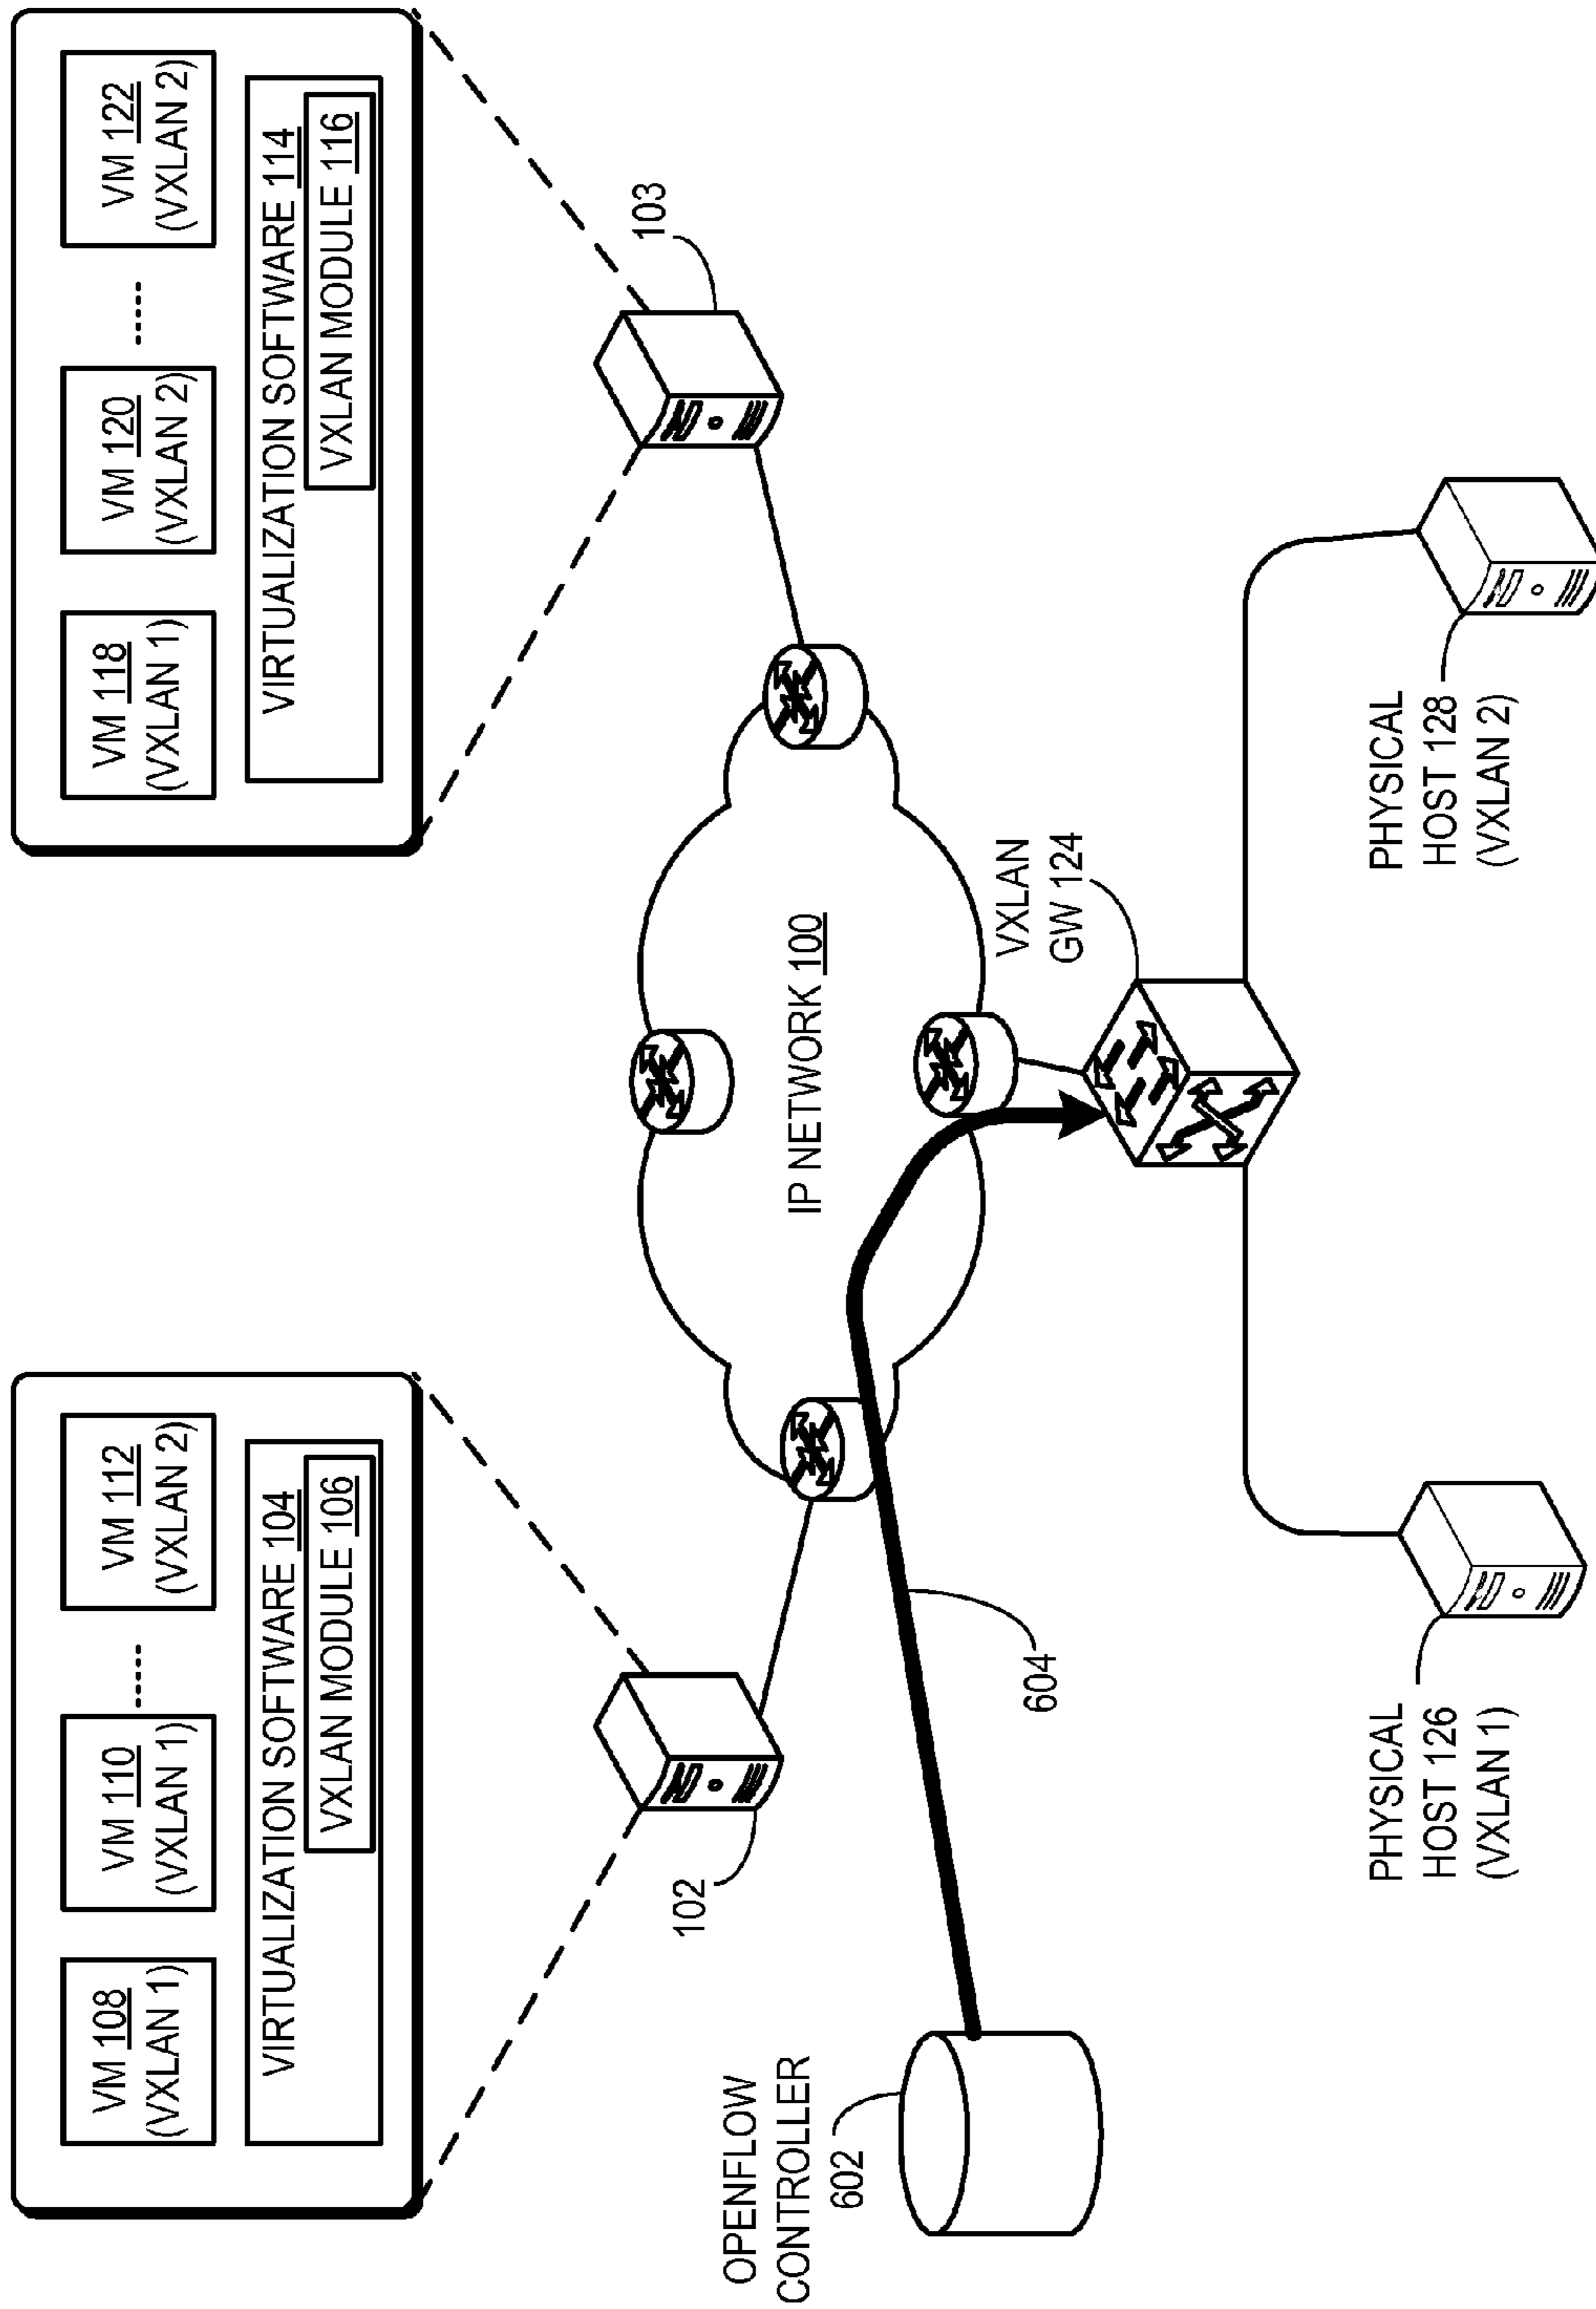 VM 108
(VXLAN 1)
VM 110
(VXLAN 1)
VM 112
(VXLAN 2)
VIRTUALIZATION SOFTWARE 104
VXLAN MODULE 106
VM 118
(VXLAN 1)
VM 120
(VXLAN 2)
VM 122
(VXLAN 2)
VIRTUALIZATION SOFTWARE 114
VXLAN MODULE 116
102
103
OPENFLOW
CONTROLLER
602
IP NETWORK 100
604
VXLAN
GW 124
PHYSICAL
HOST 126
(VXLAN 1)
PHYSICAL
HOST 128
(VXLAN 2)